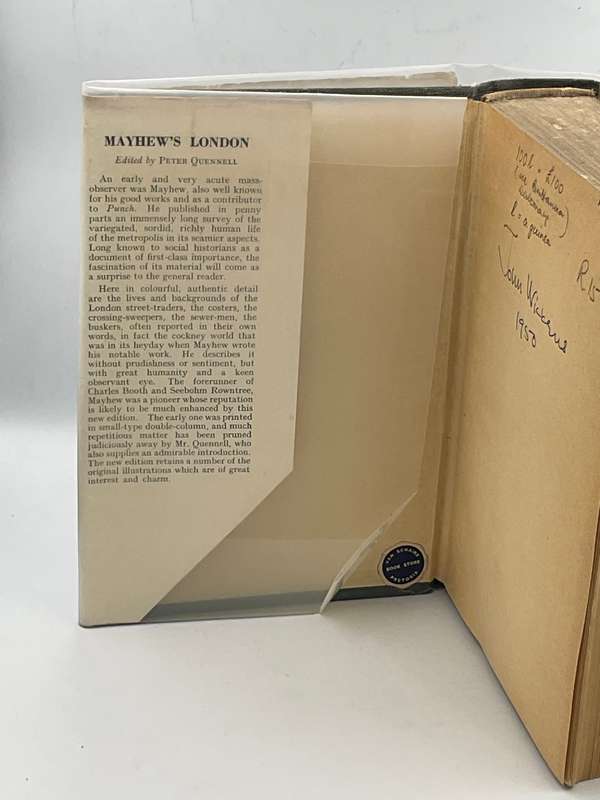 MAYHEW'S LONDON
Edited by PETER QUENNELL
An early and very acute mass-
observer was Mayhew, also well known
for his good works and as a contributor
to Punch. He published in penny
parts an immensely long survey of the
variegated, sordid, richly human life
of the metropolis in its seamier aspects.
Long known to social historians as a
document of first-class importance, the
fascination of its material will come as
a surprise to the general reader.
Here in colourful, authentic detail
are the lives and backgrounds of the
London street-traders, the costers, the
crossing-sweepers, the sewer-men, the
buskers, often reported in their own
words, in fact the cockney world that
was in its heyday when Mayhew wrote
his notable work. He describes it
without prudishness or sentiment, but
with great humanity and a keen
observant eye. The forerunner of
Charles Booth and Seebohm Rowntree,
Mayhew was a pioneer whose reputation
is likely to be much enhanced by this
new edition. The early one was printed
in small-type double-column, and much
repetitious matter has been pruned
judiciously away by Mr. Quennell, who
also supplies an admirable introduction.
The new edition retains a number of the
original illustrations which are of great
interest and charm.
VAN SCHAIKS
BOOK STORE
PRETORIA
= £100
John
1950